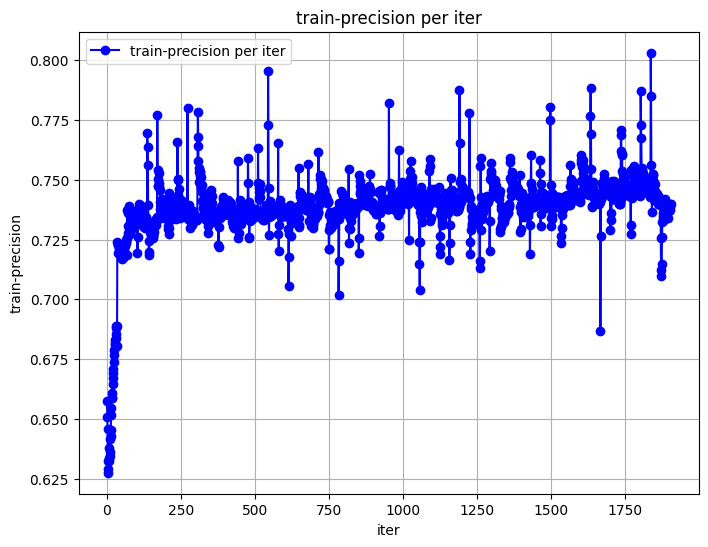 train-precision per iter
train-precision per iter
0.800
0.775
0.750
0.725
0.700
0.675
0.650
0.625
train-precision
0 250 500 750 1000 1250 1500 1750
iter